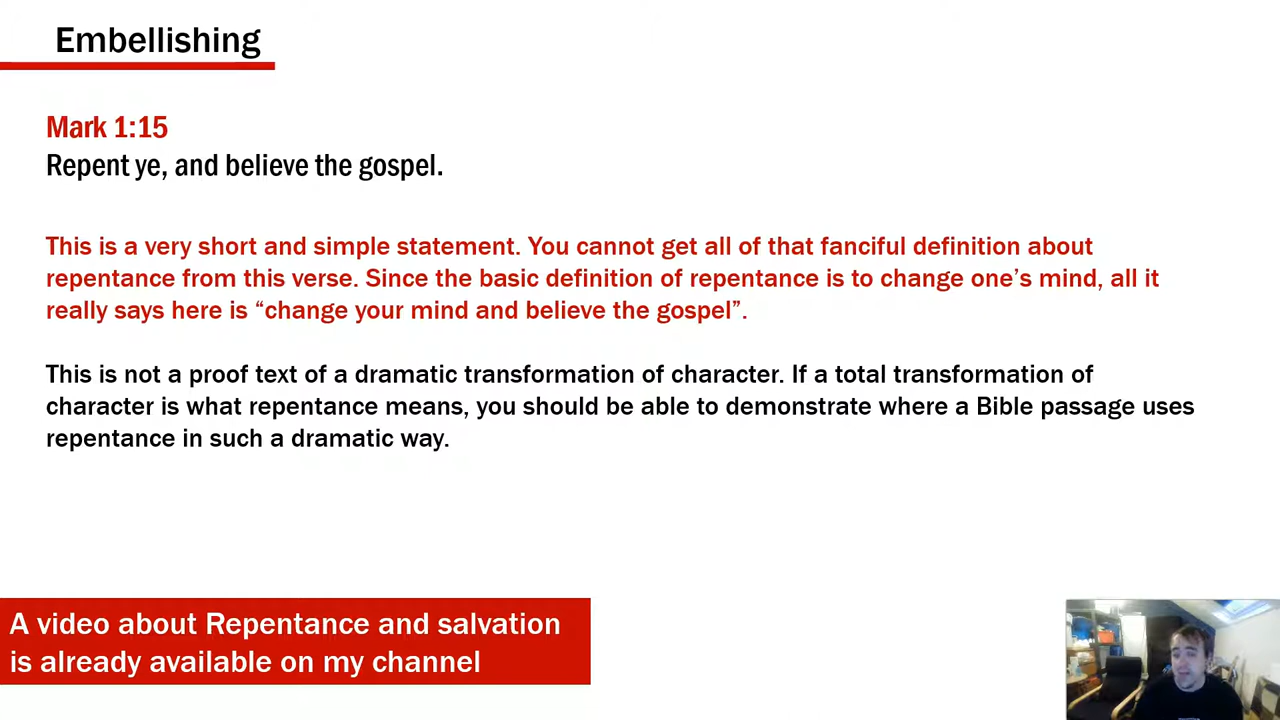 Embellishing
Mark 1:15
Repent ye, and believe the gospel.
This is a very short and simple statement. You cannot get all of that fanciful definition about
repentance from this verse. Since the basic definition of repentance is to change one’s mind, all it
really says here is “change your mind and believe the gospel”.
This is not a proof text of a dramatic transformation of character. If a total transformation of
character is what repentance means, you should be able to demonstrate where a Bible passage uses
repentance in such a dramatic way.
A video about Repentance and salvation
is already available on my channel